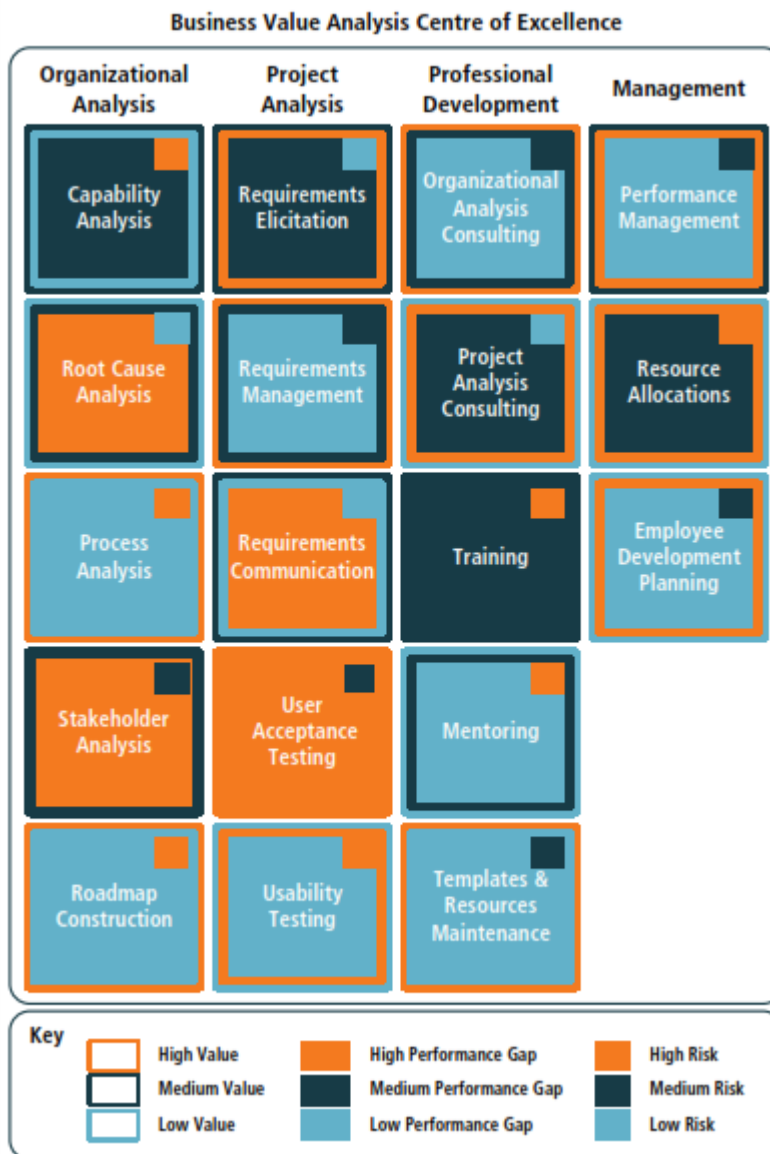 Business Value Analysis Centre of Excellence
Organizational
Analysis
Project
Analysis
Professional
Development
Management
Capability
Analysis
Requirements
Elicitation
Organizational
Analysis
Consulting
Performance
Management
Root Cause
Analysis
Requirements
Management
Project
Analysis
Consulting
Resource
Allocations
Process
Analysis
Requirements
Communication
Training
Employee
Development
Planning
Stakeholder
Analysis
User
Acceptance
Testing
Mentoring
Roadmap
Construction
Usability
Testing
Templates &
Resources
Maintenance
Key
High Value
High Performance Gap
High Risk
Medium Value
Medium Performance Gap
Medium Risk
Low Value
Low Performance Gap
Low Risk